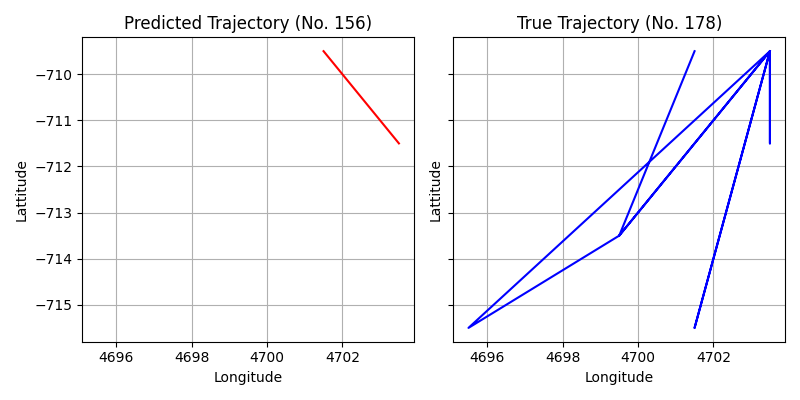 Predicted Trajectory (No. 156)
True Trajectory (No. 178)
−710
−711
−712
−713
−714
−715
Lattitude
Lattitude
4696 4698 4700 4702
4696 4698 4700 4702
Longitude
Longitude